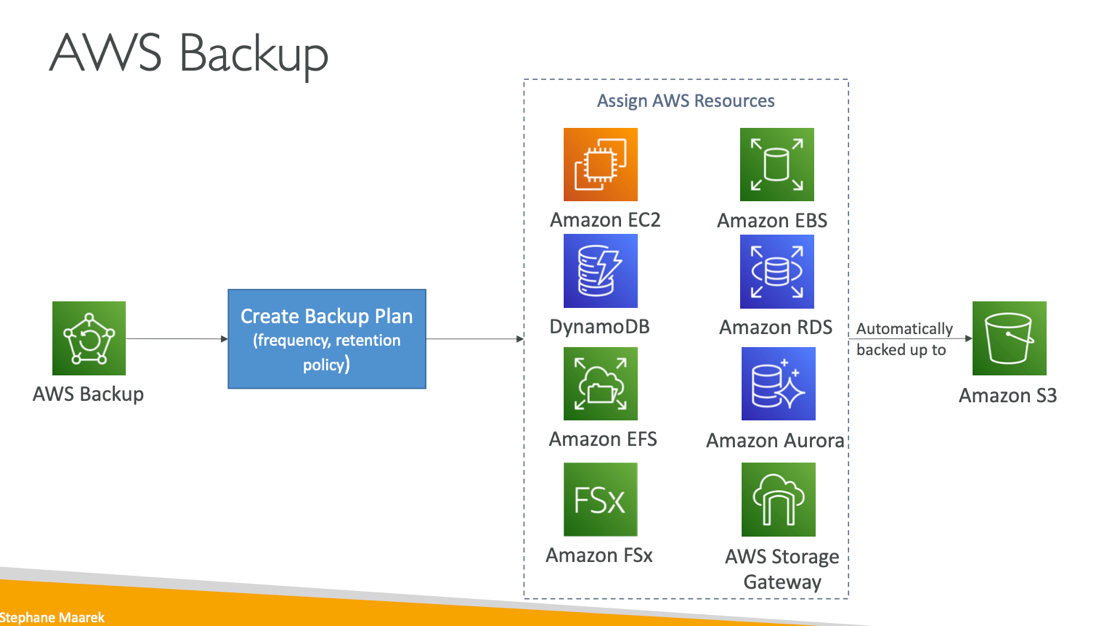 AWS Backup
Assign AWS Resources
Amazon EC2
Amazon EBS
DynamoDB
Amazon RDS
Create Backup Plan
(frequency, retention
policy)
Automatically
backed up to
AWS Backup
Amazon S3
Amazon EFS
Amazon Aurora
FSx
Amazon FSx
AWS Storage
Gateway
Stephane Maarek